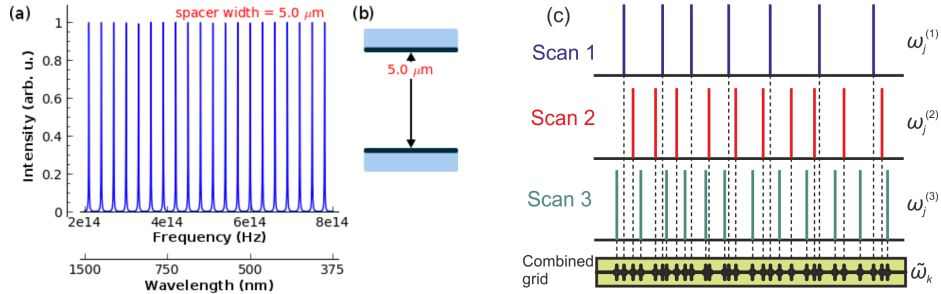 (a)
spacer width = 5.0 μm
Intensity (arb. u.)
1
0.8
0.6
0.4
0.2
0
2e14 4e14 6e14 8e14
Frequency (Hz)
1500 750 500 375
Wavelength (nm)
(b)
5.0 μm
(c)
Scan 1
ω_j^(1)
Scan 2
ω_j^(2)
Scan 3
ω_j^(3)
Combined
grid
ω̃_k